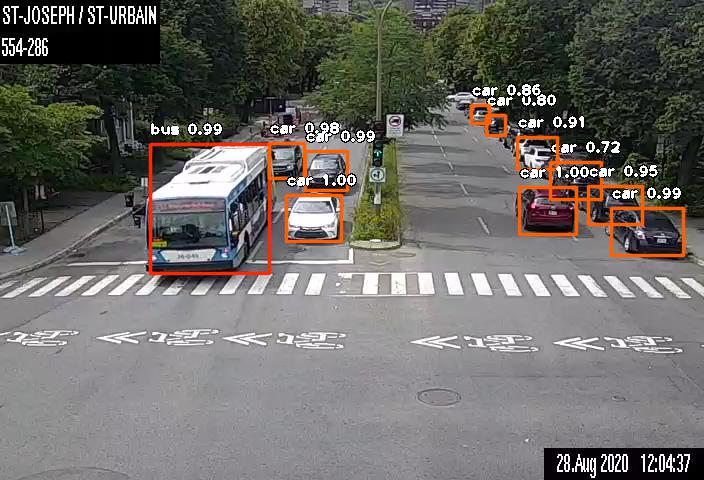 ST-JOSEPH / ST-URBAIN
554-286
car 0.86
car 0.80
bus 0.99
car 0.98
car 0.99
car 0.91
car 0.72
car 1.00
car 1.00
car 0.95
car 0.99
28.Aug 2020 12:04:37